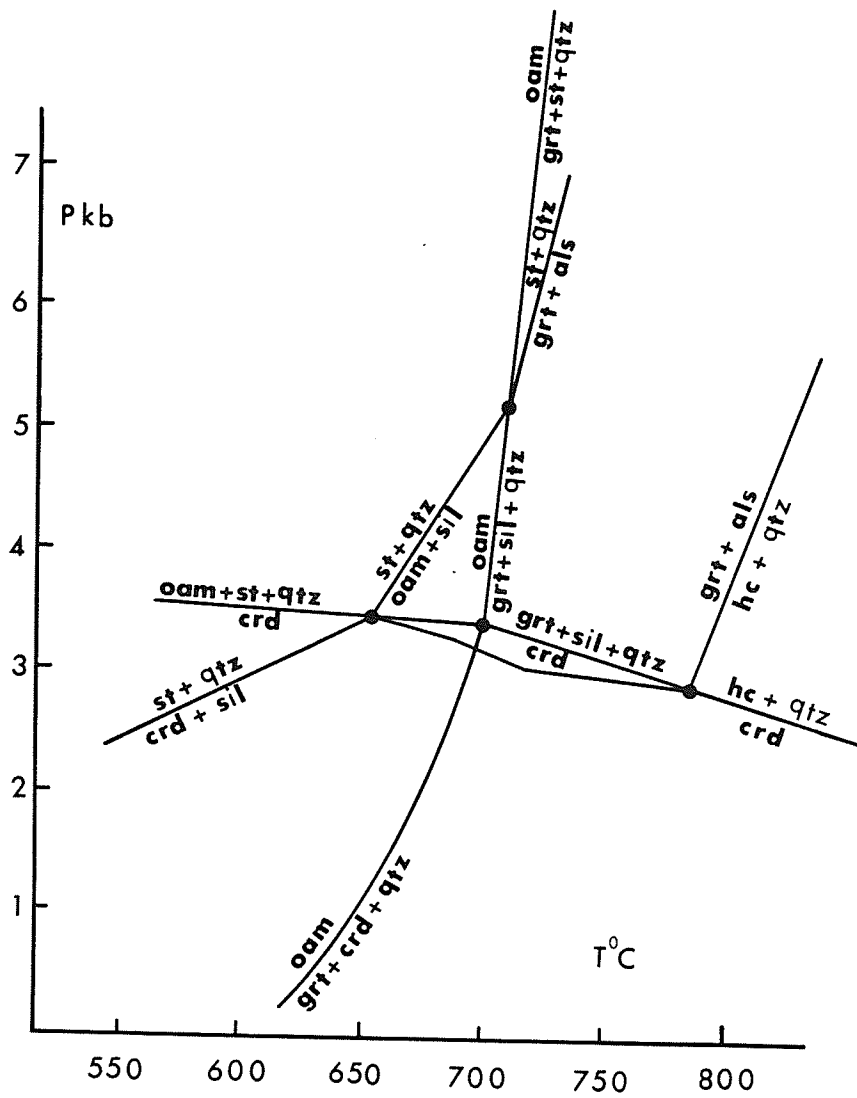 oam
grt+st+qtz
7
Pkb
st+qtz
grt + als
6
5
st+qtz
oam+sil
oam
grt+sil + qtz
grt + als
hc + qtz
4
oam+st+qtz
crd
grt+sil+qtz
crd
3
st + qtz
crd + sil
hc + qtz
crd
2
1
oam
grt+ crd + qtz
T°C
550
600
650
700
750
800